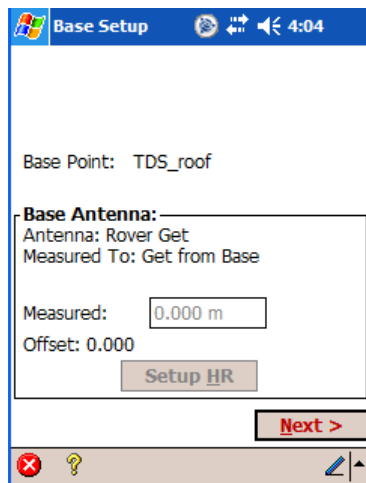 Base Setup 4:04
Base Point: TDS_roof
Base Antenna:
Antenna: Rover Get
Measured To: Get from Base
Measured: 0.000 m
Offset: 0.000
Setup HR
Next >